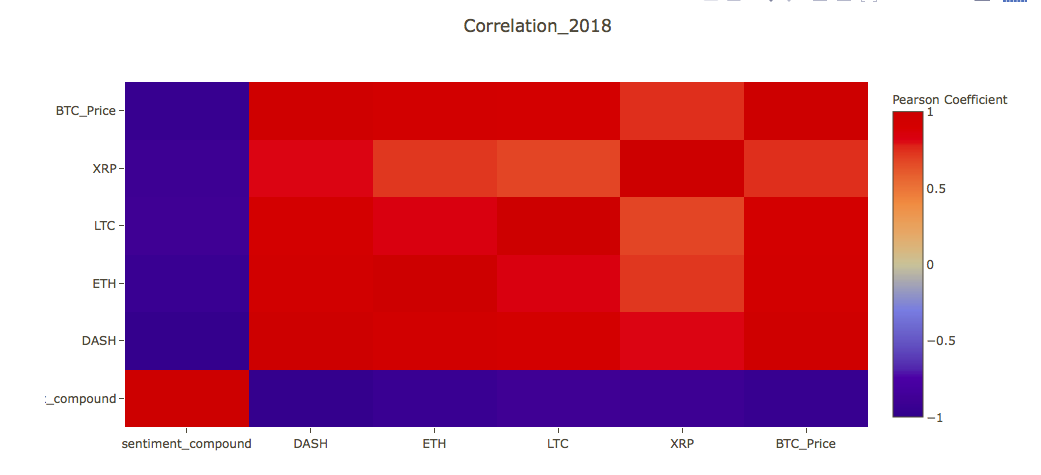 Correlation_2018
Pearson Coefficient
BTC_Price
XRP
LTC
ETH
DASH
:_compound
1
0.5
0
−0.5
−1
sentiment_compound
DASH
ETH
LTC
XRP
BTC_Price